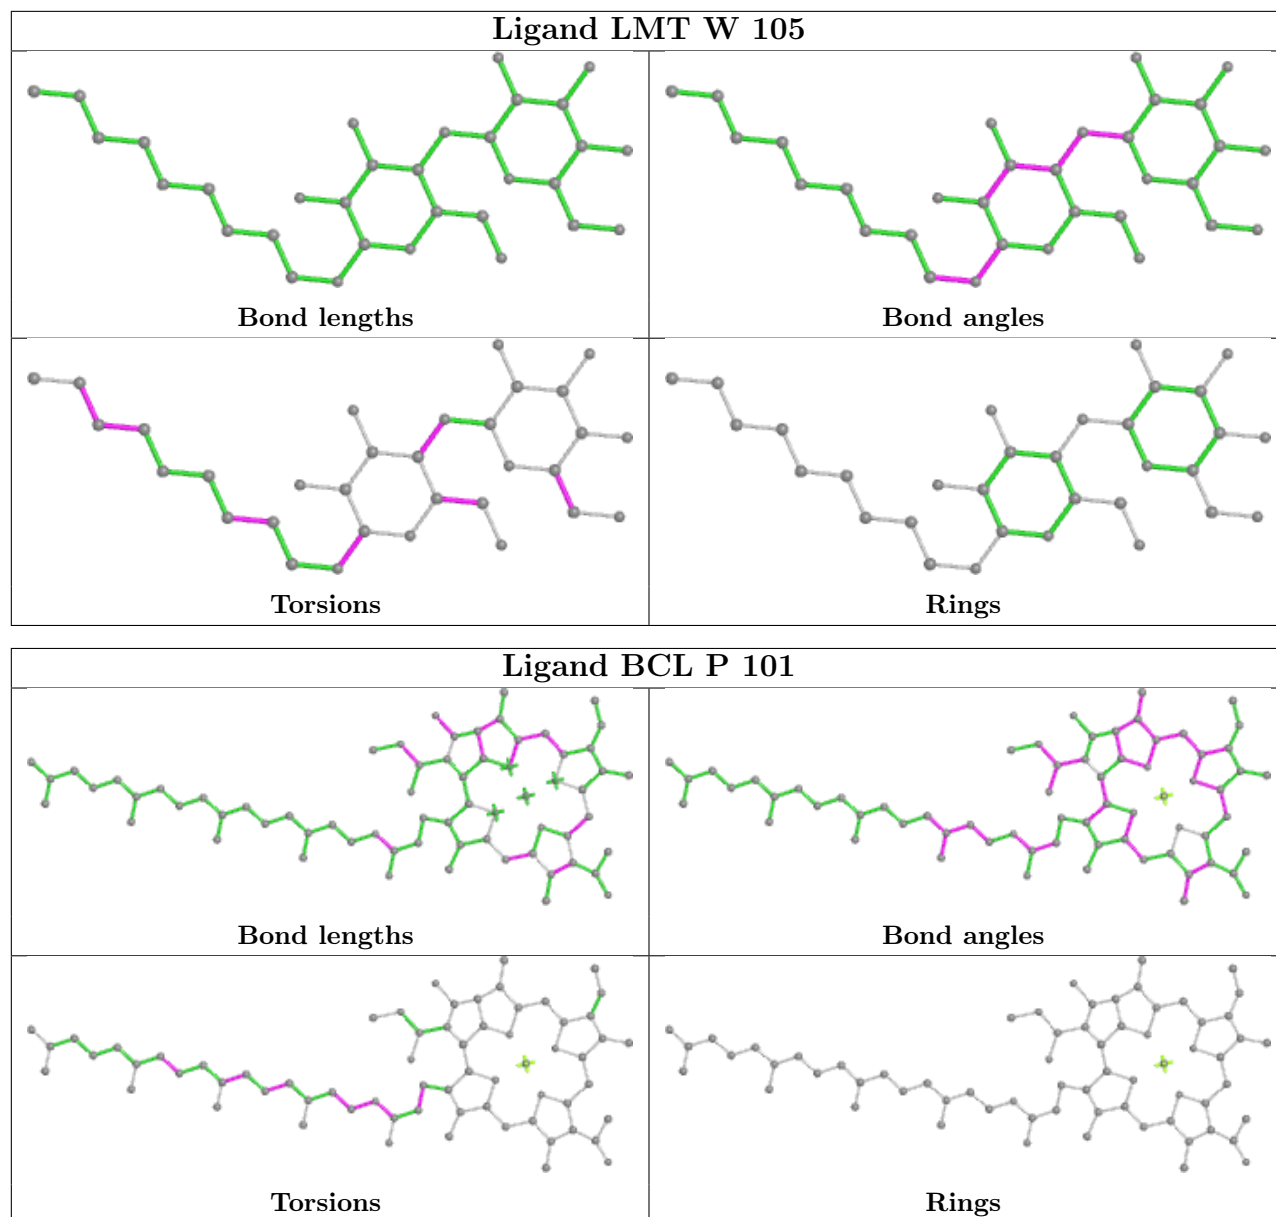 Ligand LMT W 105
Bond lengths
Bond angles
Torsions
Rings
Ligand BCL P 101
Bond lengths
Bond angles
Torsions
Rings